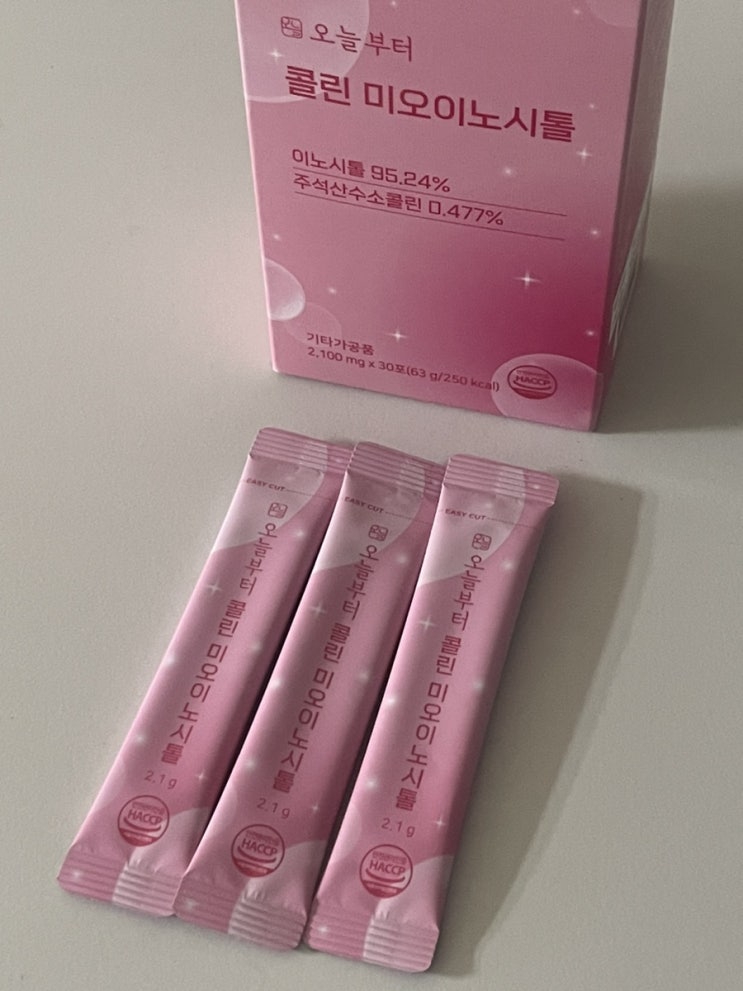 오늘부터
콜린 미오이노시톨
이노시톨 95.24%
주석산수소콜린 0.477%
기타가공품
2,100 mg x 30포(63 g/250 kcal)
HACCP
EASY CUT
오늘부터 콜린 미오이노시톨
2.1 g
HACCP
EASY CUT
오늘부터 콜린 미오이노시톨
2.1 g
HACCP
EASY CUT
오늘부터 콜린 미오이노시톨
2.1 g
HACCP